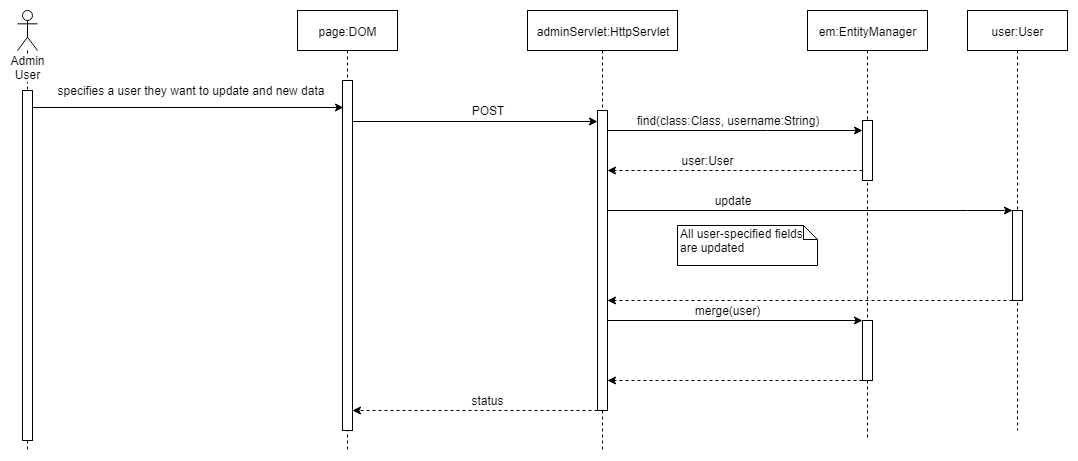 page:DOM
adminServlet:HttpServlet
em:EntityManager
user:User
Admin
User
specifies a user they want to update and new data
POST
find(class:Class, username:String)
user:User
update
All user-specified fields
are updated
merge(user)
status